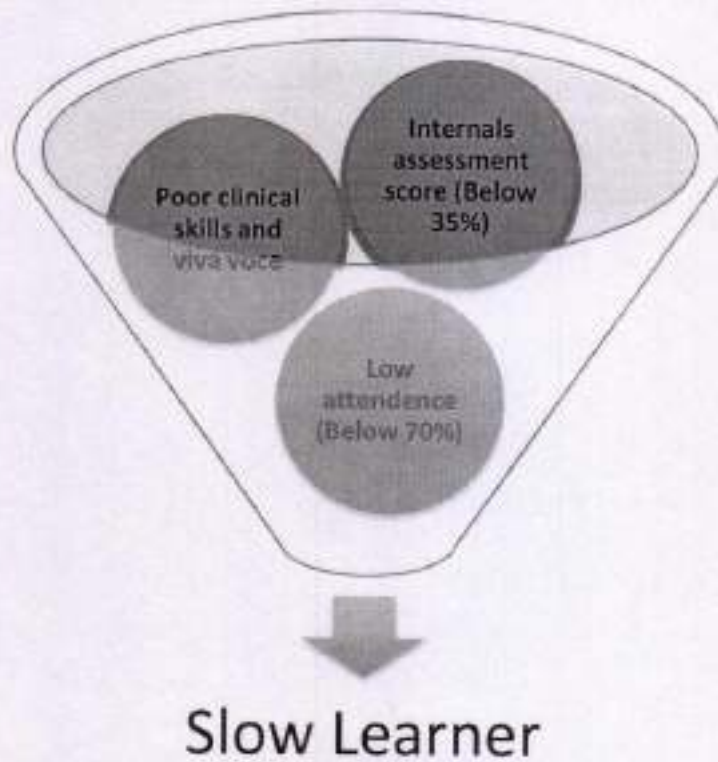 Internals
assessment
score (Below
35%)
Poor clinical
skills and
viva voce
Low
attendence
(Below 70%)
Slow Learner